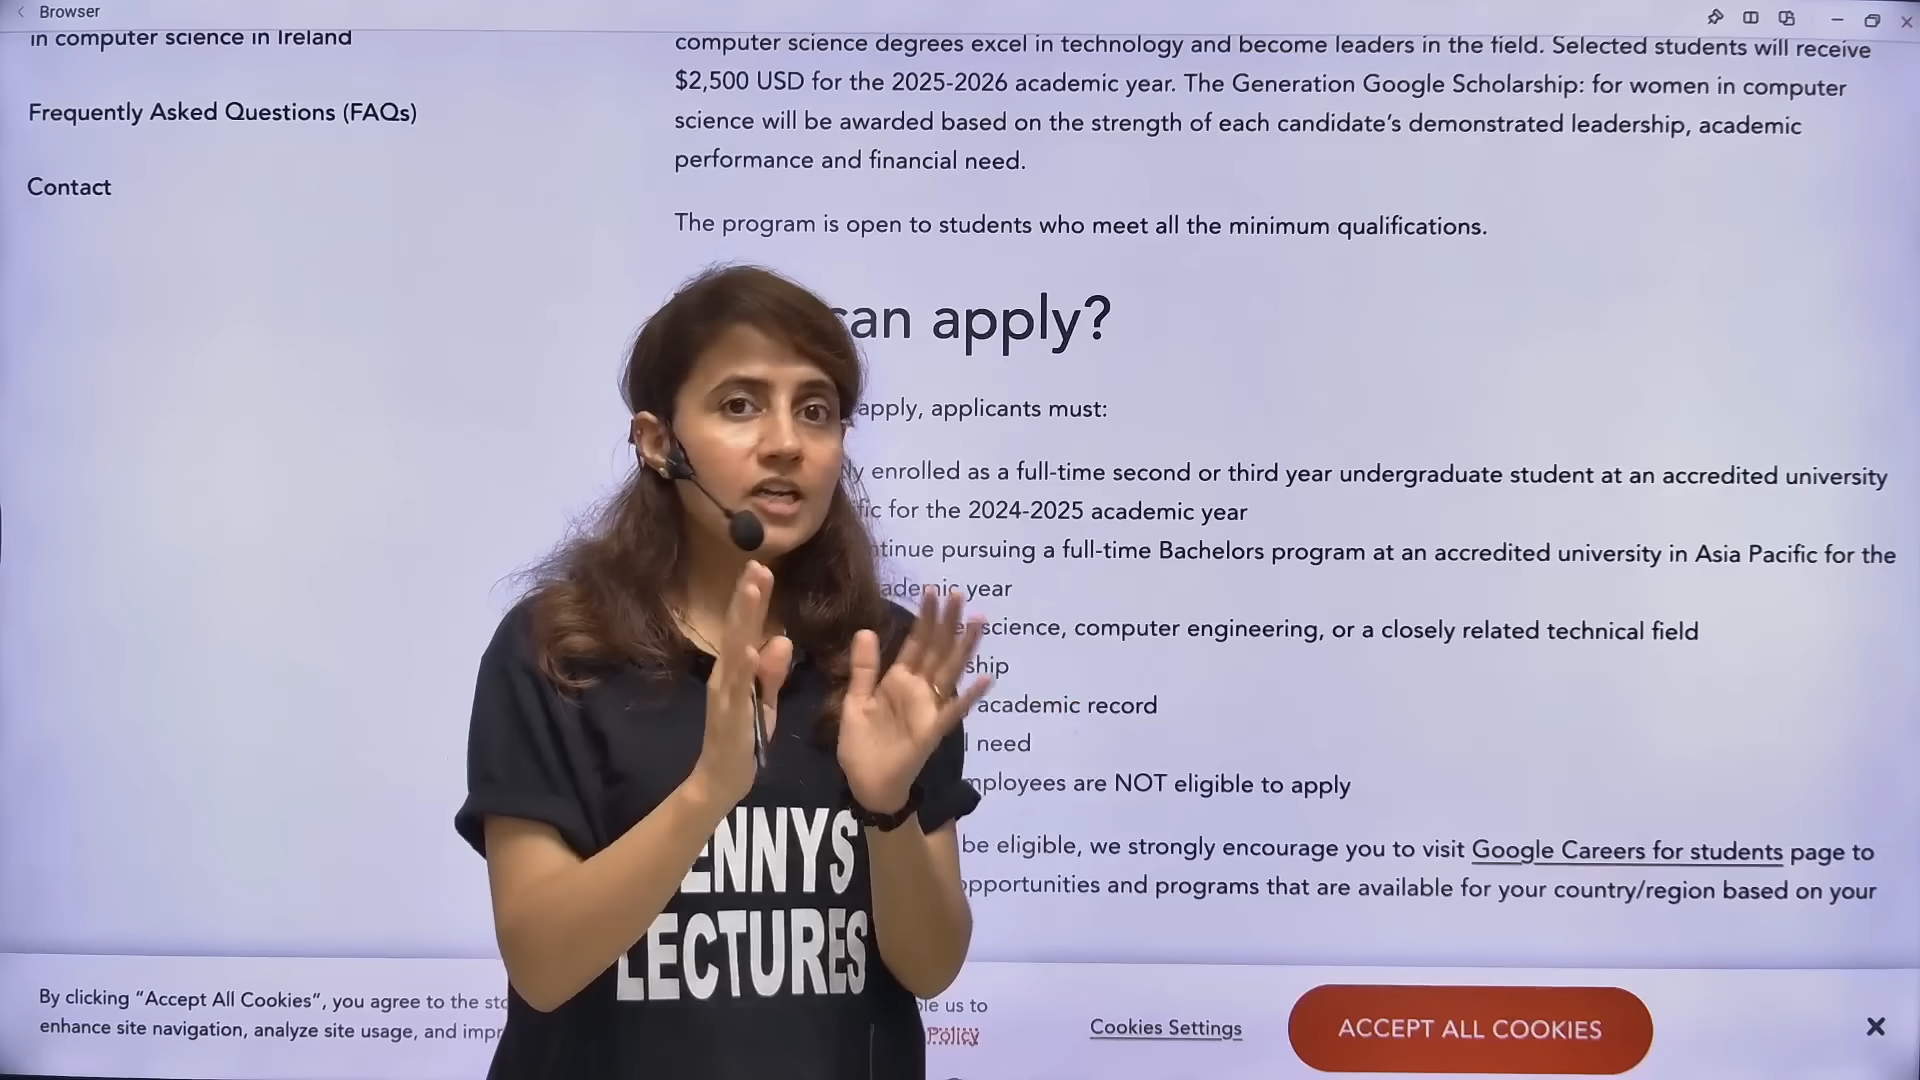 Browser
in computer science in Ireland
Frequently Asked Questions (FAQs)
Contact
computer science degrees excel in technology and become leaders in the field. Selected students will receive
$2,500 USD for the 2025-2026 academic year. The Generation Google Scholarship: for women in computer
science will be awarded based on the strength of each candidate's demonstrated leadership, academic
performance and financial need.
The program is open to students who meet all the minimum qualifications.
can apply?
apply, applicants must:
enrolled as a full-time second or third year undergraduate student at an accredited university
for the 2024-2025 academic year
pursuing a full-time Bachelors program at an accredited university in Asia Pacific for the
year
science, computer engineering, or a closely related technical field
academic record
need
are NOT eligible to apply
be eligible, we strongly encourage you to visit Google Careers for students page to
opportunities and programs that are available for your country/region based on your
LECTURES
By clicking “Accept All Cookies”, you agree to the
us to
enhance site navigation, analyze site usage, and
Policy
Cookies Settings
ACCEPT ALL COOKIES